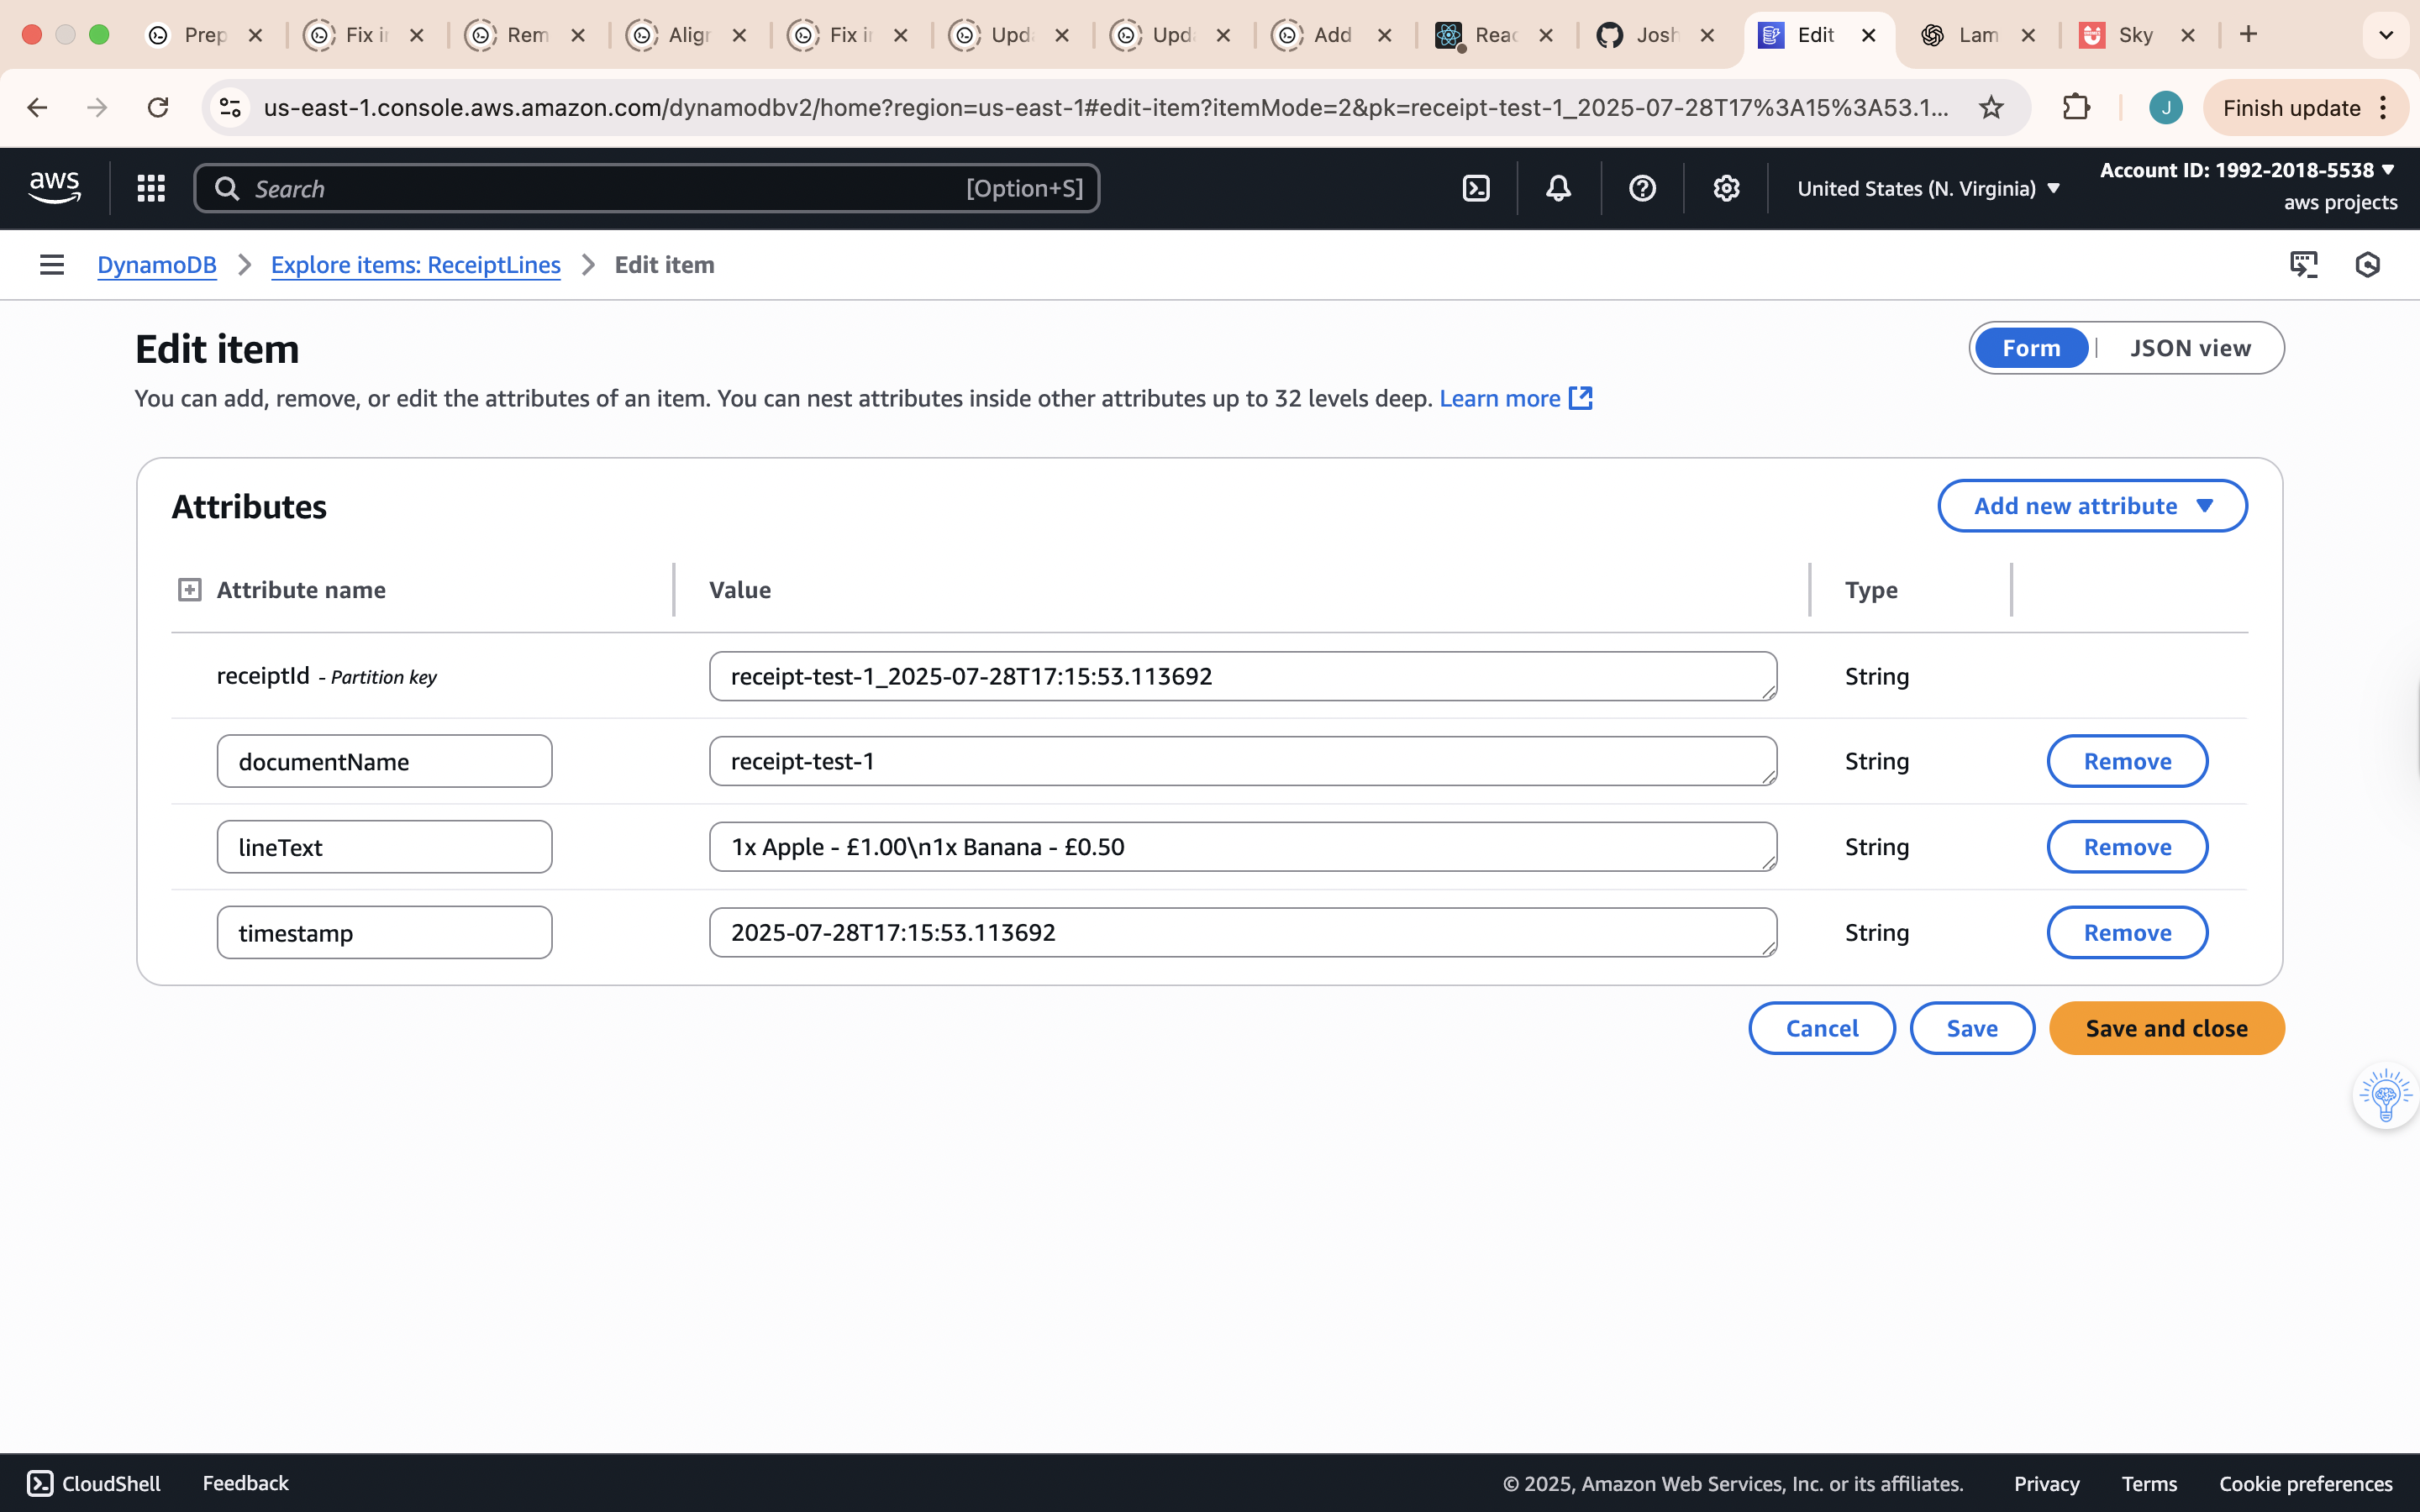 Prep
Fix i
Rem
Align
Fix i
Upd
Upd
Add
Reac
Josh
Edit
Lam
Sky
us-east-1.console.aws.amazon.com/dynamodbv2/home?region=us-east-1#edit-item?itemMode=2&pk=receipt-test-1_2025-07-28T17%3A15%3A53.1...
J
Finish update
aws
Search
[Option+S]
United States (N. Virginia)
Account ID: 1992-2018-5538
aws projects
DynamoDB
Explore items: ReceiptLines
Edit item
Edit item
Form
JSON view
You can add, remove, or edit the attributes of an item. You can nest attributes inside other attributes up to 32 levels deep. Learn more
Attributes
Add new attribute
Attribute name
Value
Type
receiptId - Partition key
receipt-test-1_2025-07-28T17:15:53.113692
String
documentName
receipt-test-1
String
Remove
lineText
1x Apple - £1.00\n1x Banana - £0.50
String
Remove
timestamp
2025-07-28T17:15:53.113692
String
Remove
Cancel
Save
Save and close
CloudShell
Feedback
© 2025, Amazon Web Services, Inc. or its affiliates.
Privacy
Terms
Cookie preferences